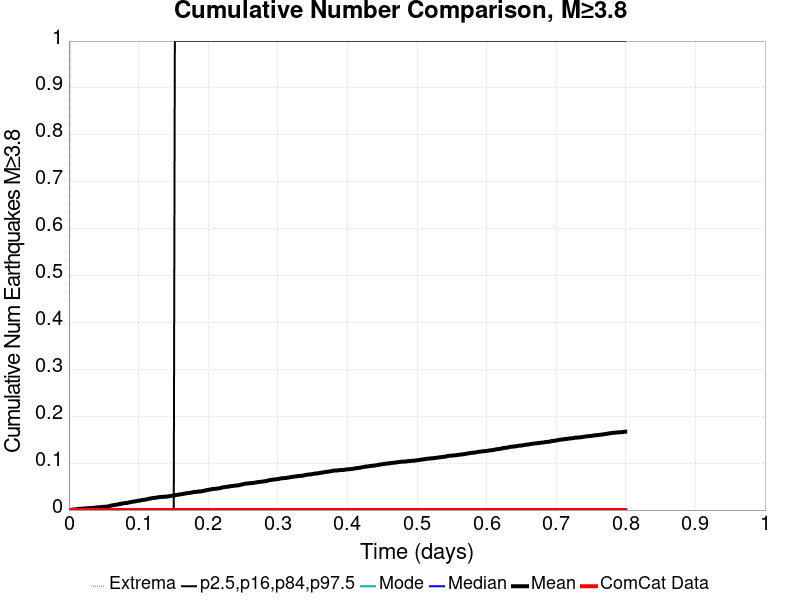 Cumulative Number Comparison, M≥3.8
Cumulative Num Earthquakes M≥3.8
1
0.9
0.8
0.7
0.6
0.5
0.4
0.3
0.2
0.1
0
0 0.1 0.2 0.3 0.4 0.5 0.6 0.7 0.8 0.9 1
Time (days)
Extrema p2.5,p16,p84,p97.5 Mode Median Mean ComCat Data